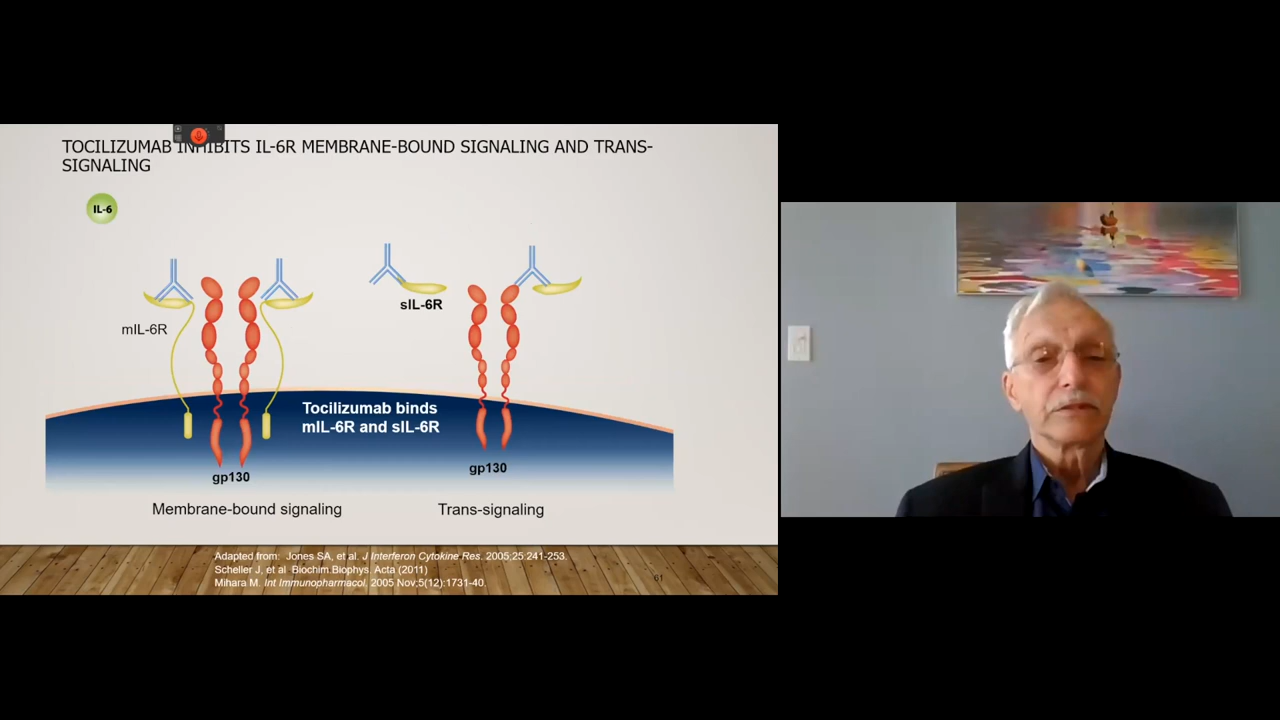 TOCILIZUMAB INHIBITS IL-6R MEMBRANE-BOUND SIGNALING AND TRANS-
SIGNALING
IL-6
sIL-6R
mIL-6R
Tocilizumab binds
mIL-6R and sIL-6R
gp130
gp130
Membrane-bound signaling
Trans-signaling
Adapted from: Jones SA, et al. J Interferon Cytokine Res. 2005;25:241-253.
Scheller J, et al Biochim.Biophys. Acta (2011)
Mihara M. Int Immunopharmacol. 2005 Nov;5(12):1731-40.
61